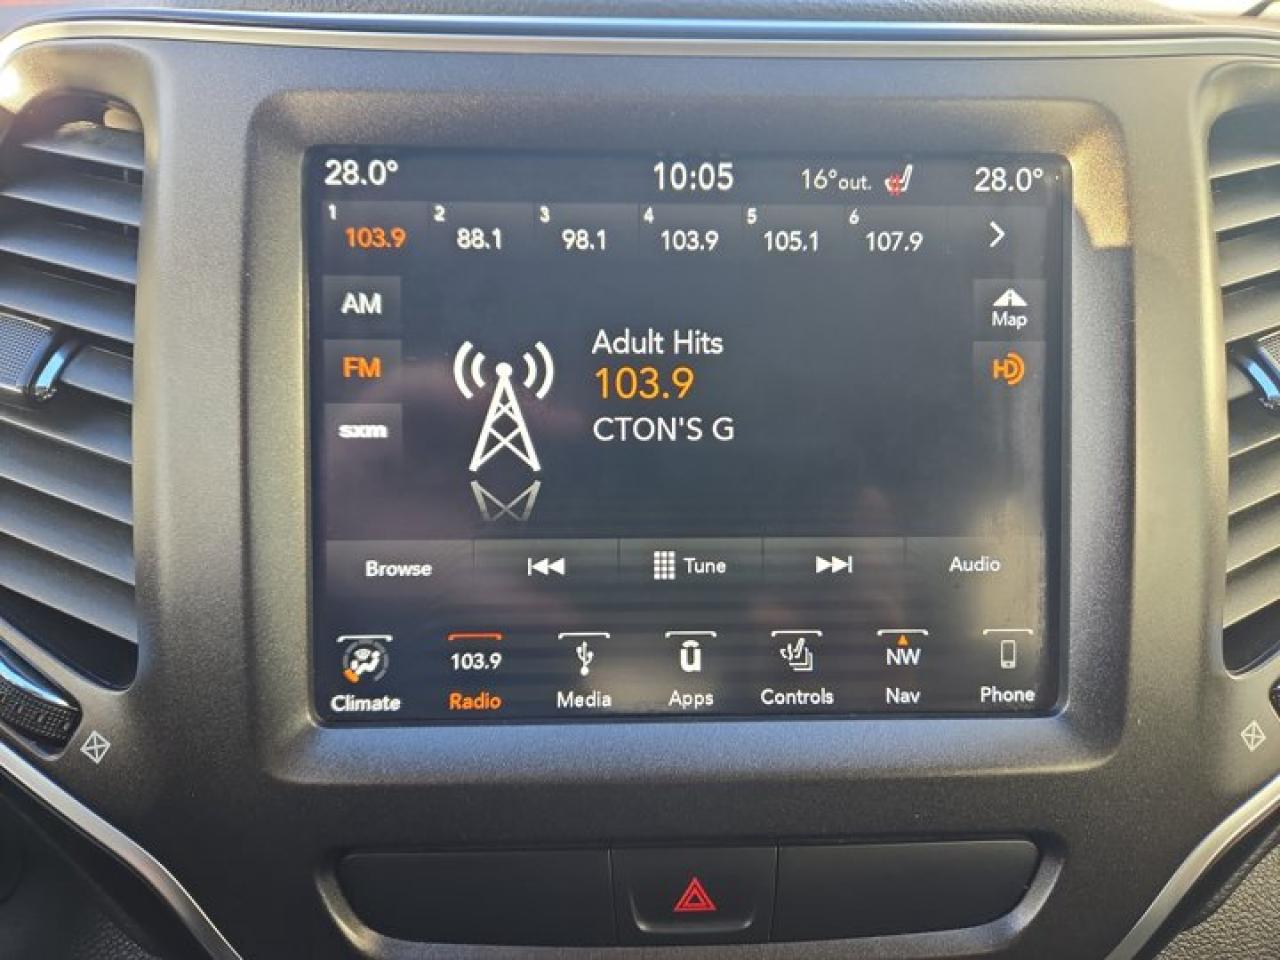 28.0° 10:05 16°out. 28.0°
1 2 3 4 5 6
103.9 88.1 98.1 103.9 105.1 107.9
AM
Map
Adult Hits
FM 103.9 HD
CTON'S G
sxm
Browse Tune Audio
103.9 NW
Climate Radio Media Apps Controls Nav Phone